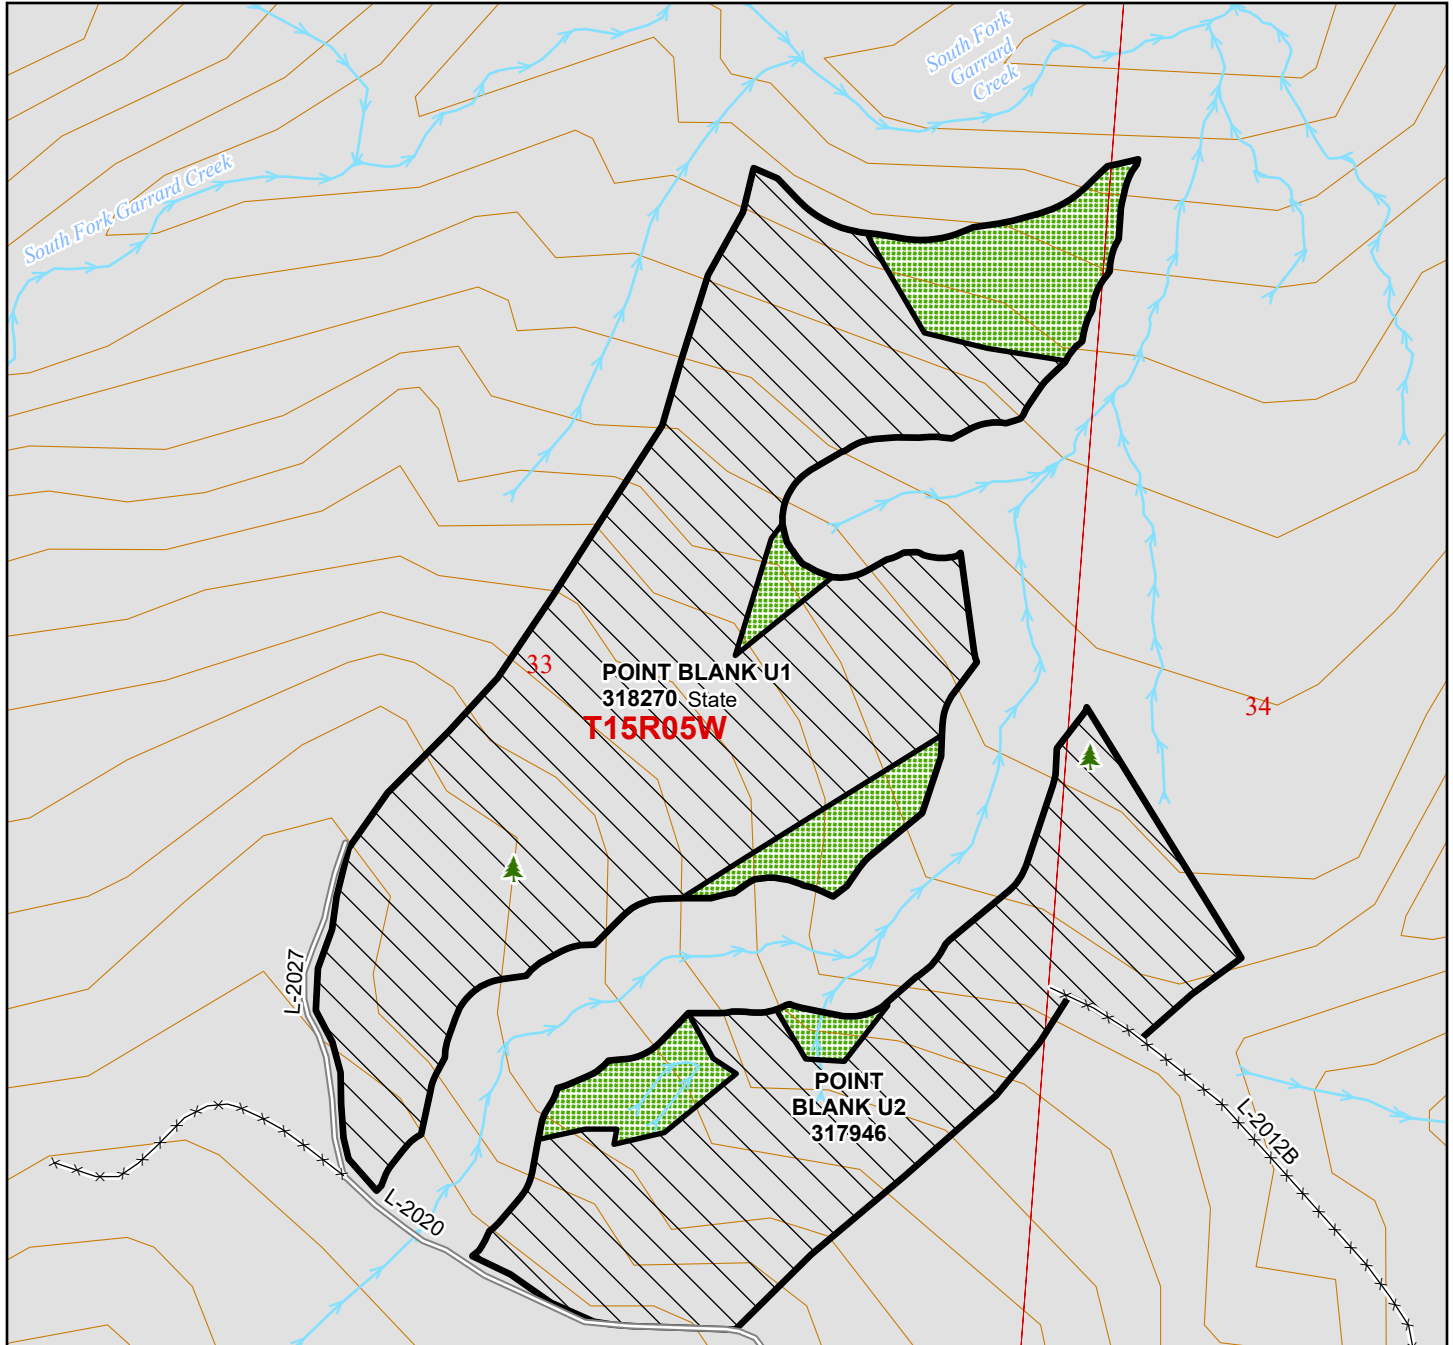 South Fork
Garrard
Creek
South Fork Garrard Creek
33
POINT BLANK U1
318270 State
T15R05W
34
L-2027
POINT
BLANK U2
317946
L-2012B
L-2020